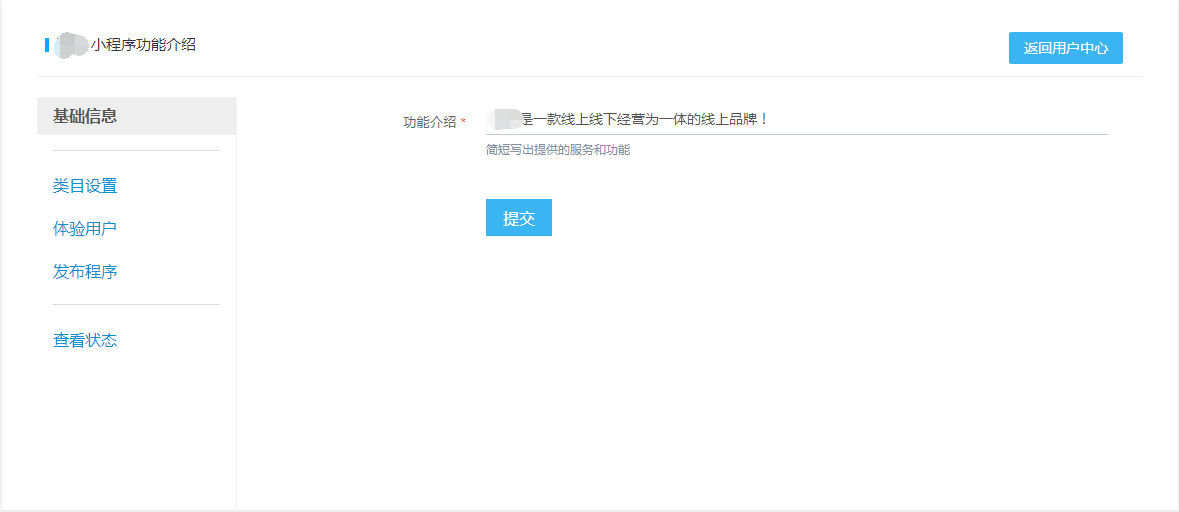 小程序功能介绍
返回用户中心
基础信息
类目设置
体验用户
发布程序
查看状态
功能介绍 *
是一款线上线下经营为一体的线上品牌！
简短写出提供的服务和功能
提交